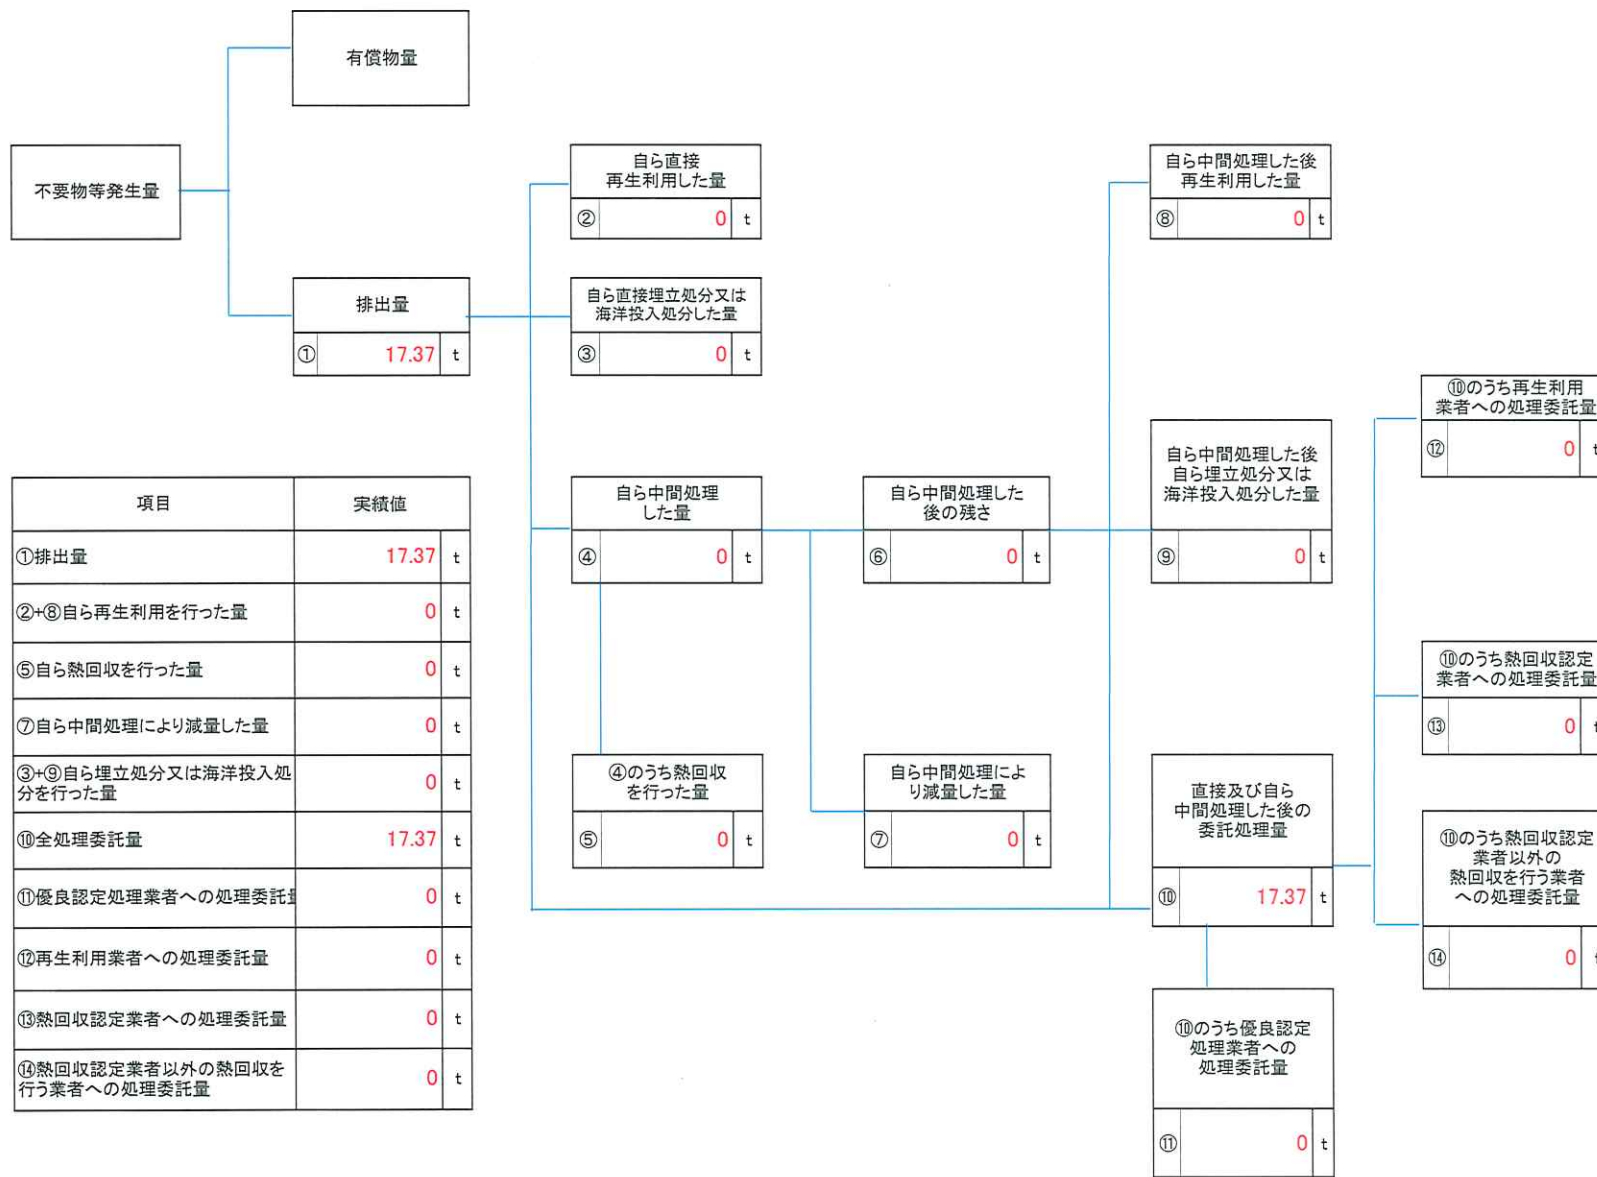 有償物量
不要物等発生量
排出量
① 17.37 t
自ら直接
再生利用した量
② 0 t
自ら直接埋立処分又は
海洋投入処分した量
③ 0 t
自ら中間処理
した量
④ 0 t
④のうち熱回収
を行った量
⑤ 0 t
自ら中間処理した
後の残さ
⑥ 0 t
自ら中間処理によ
り減量した量
⑦ 0 t
自ら中間処理した後
再生利用した量
⑧ 0 t
自ら中間処理した後
自ら埋立処分又は
海洋投入処分した量
⑨ 0 t
直接及び自ら
中間処理した後の
委託処理量
⑩ 17.37 t
⑩のうち優良認定
処理業者への
処理委託量
⑪ 0 t
⑩のうち再生利用
業者への処理委託量
⑫ 0 t
⑩のうち熱回収認定
業者への処理委託量
⑬ 0 t
⑩のうち熱回収認定
業者以外の
熱回収を行う業者
への処理委託量
⑭ 0 t
項目 実績値
①排出量 17.37 t
②+⑧自ら再生利用を行った量 0 t
⑤自ら熱回収を行った量 0 t
⑦自ら中間処理により減量した量 0 t
③+⑨自ら埋立処分又は海洋投入処
分を行った量 0 t
⑩全処理委託量 17.37 t
⑪優良認定処理業者への処理委託量 0 t
⑫再生利用業者への処理委託量 0 t
⑬熱回収認定業者への処理委託量 0 t
⑭熱回収認定業者以外の熱回収を
行う業者への処理委託量 0 t